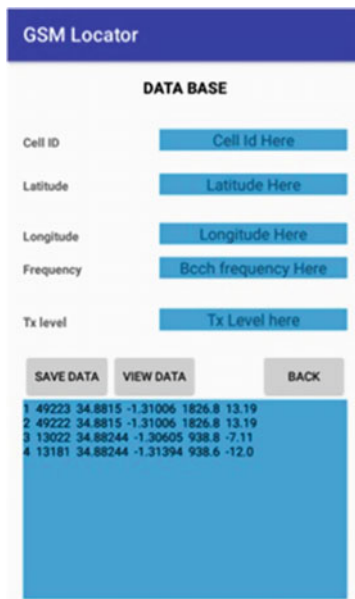 GSM Locator
DATA BASE
Cell ID Cell Id Here
Latitude Latitude Here
Longitude Longitude Here
Frequency Bcch frequency Here
Tx level Tx Level here
SAVE DATA VIEW DATA BACK
1 49223 34.8815 -1.31006 1826.8 13.19
2 49222 34.8815 -1.31006 1826.8 13.19
3 13022 34.88244 -1.30605 938.8 -7.11
4 13181 34.88244 -1.31394 938.6 -12.0